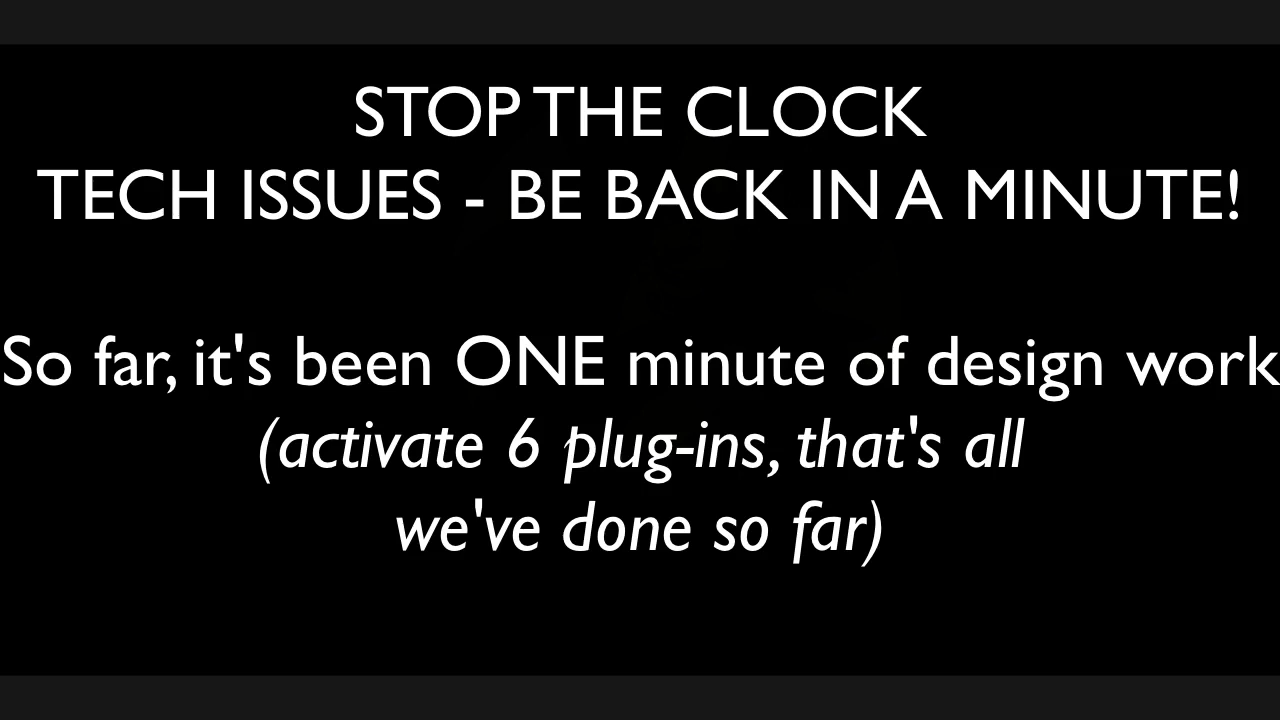 STOP THE CLOCK
TECH ISSUES - BE BACK IN A MINUTE!
So far, it's been ONE minute of design work
(activate 6 plug-ins, that's all
we've done so far)